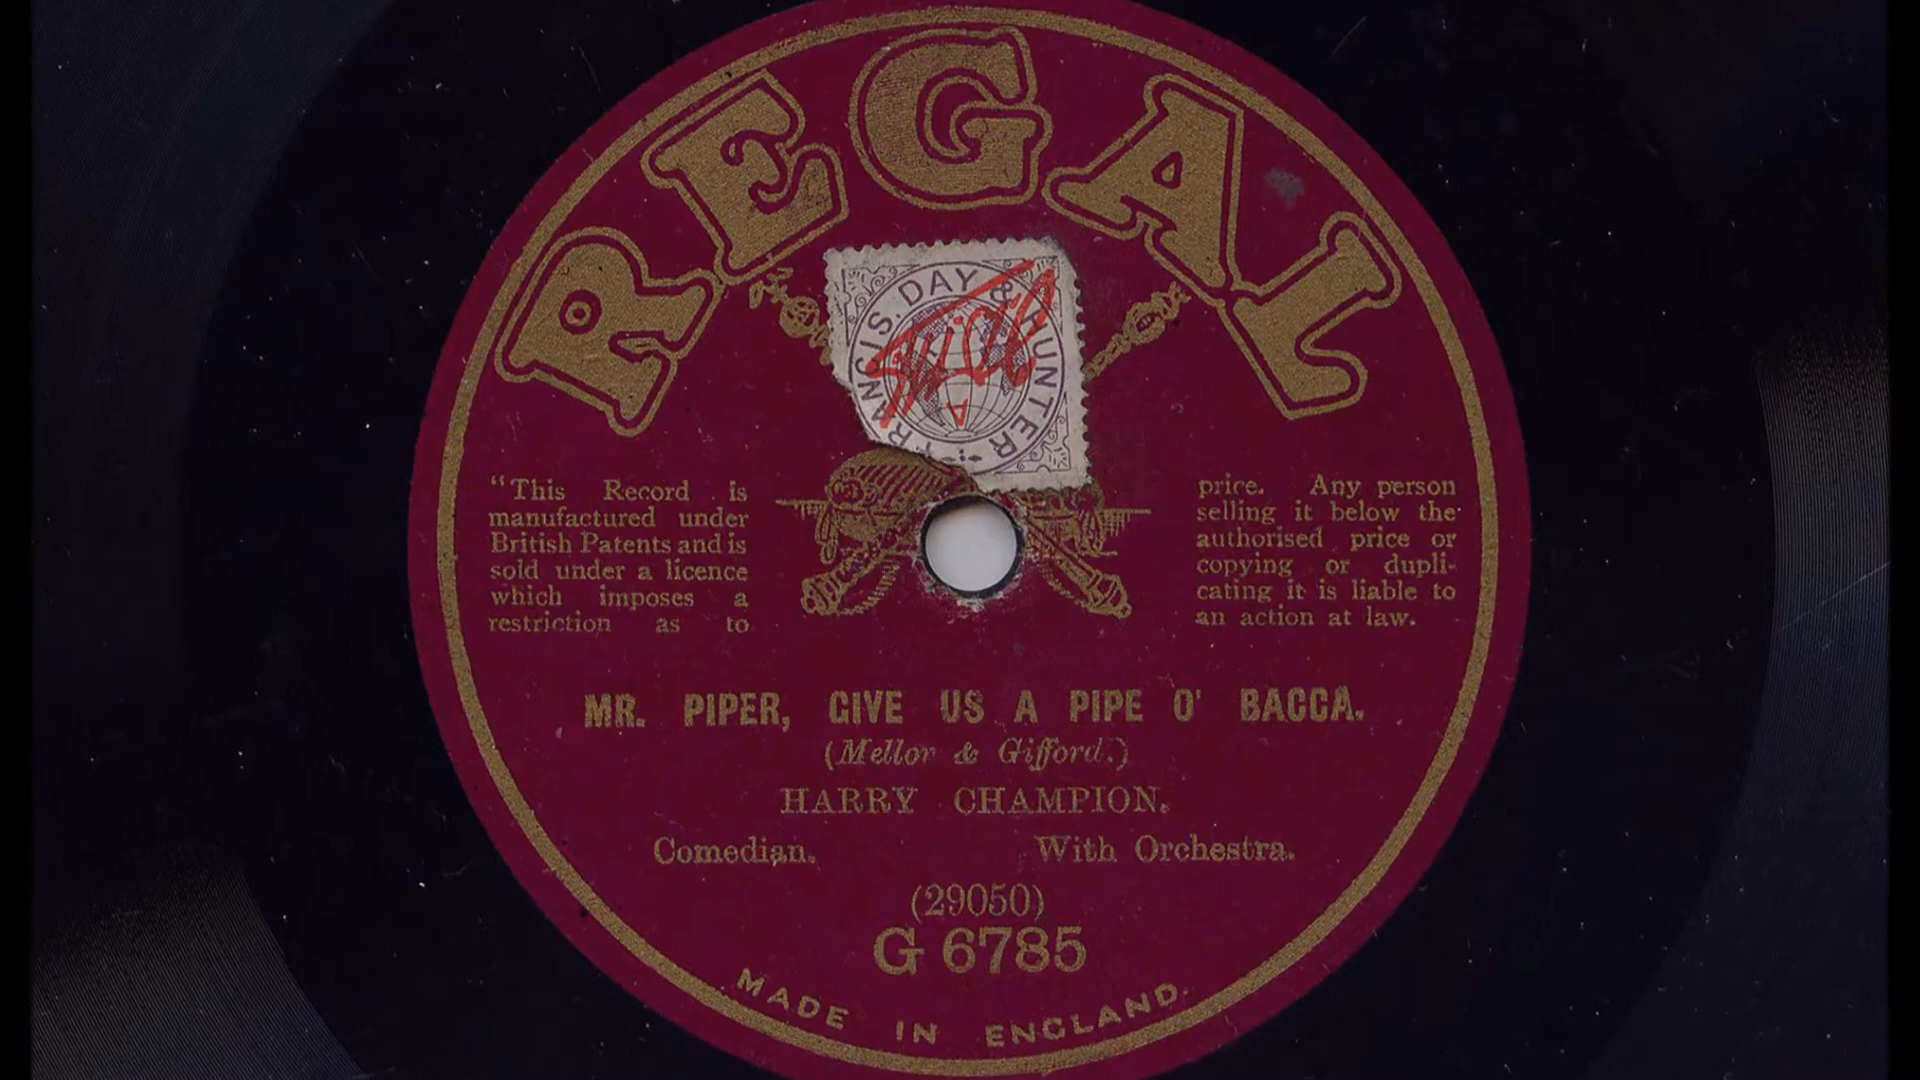 REGAL
FRANCIS, DAY & HUNTER
A
"This Record is
manufactured under
British Patents and is
sold under a licence
which imposes a
restriction as to
price. Any person
selling it below the
authorised price or
copying or dupli-
cating it is liable to
an action at law.
MR. PIPER, GIVE US A PIPE O' BACCA.
(Mellor & Gifford.)
HARRY CHAMPION.
Comedian. With Orchestra.
(29050)
G 6785
MADE IN ENGLAND.